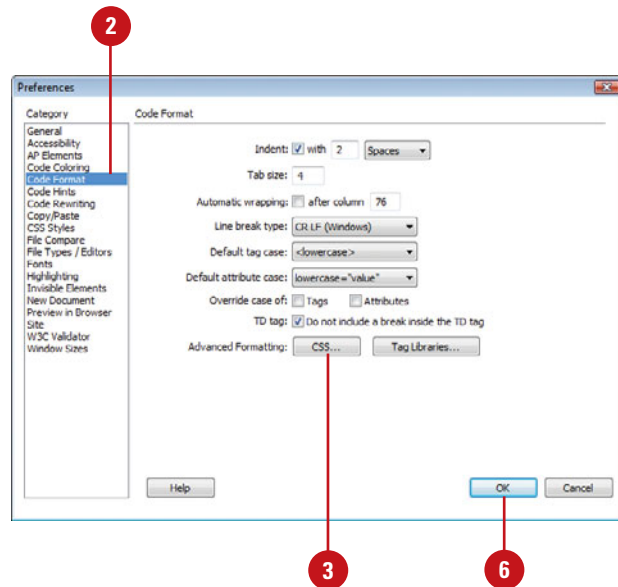 2
Preferences
Category
Code Format
General
Accessibility
AP Elements
Code Coloring
Code Format
Code Hints
Code Rewriting
Copy/Paste
CSS Styles
File Compare
File Types / Editors
Fonts
Highlighting
Invisible Elements
New Document
Preview in Browser
Site
W3C Validator
Window Sizes
Indent: with 2 Spaces
Tab size: 4
Automatic wrapping: after column 76
Line break type: CR LF (Windows)
Default tag case: <lowercase>
Default attribute case: lowercase="value"
Override case of: Tags Attributes
TD tag: Do not include a break inside the TD tag
Advanced Formatting: CSS... Tag Libraries...
Help OK Cancel
3 6